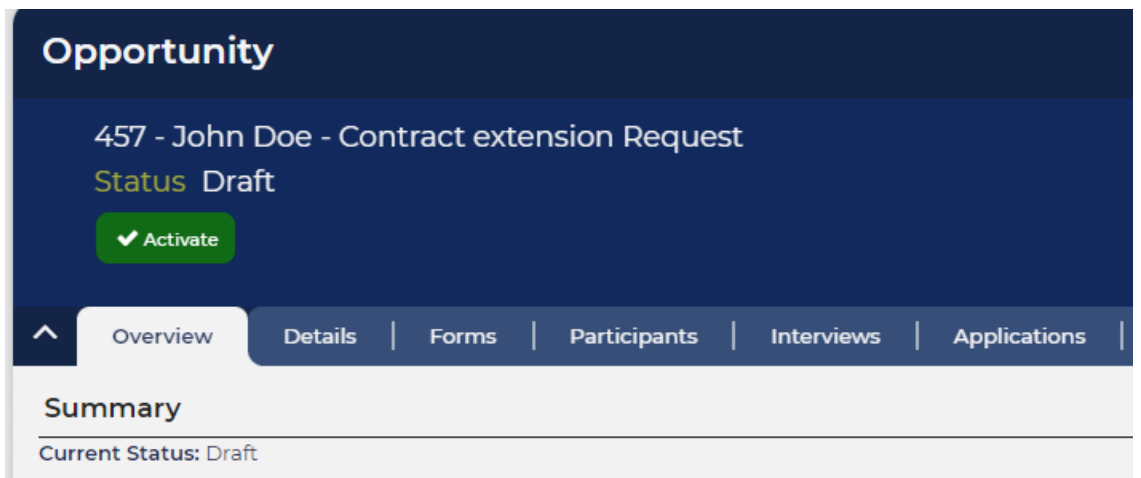 Opportunity
457 - John Doe - Contract extension Request
Status Draft
Activate
Overview Details | Forms | Participants | Interviews | Applications |
Summary
Current Status: Draft